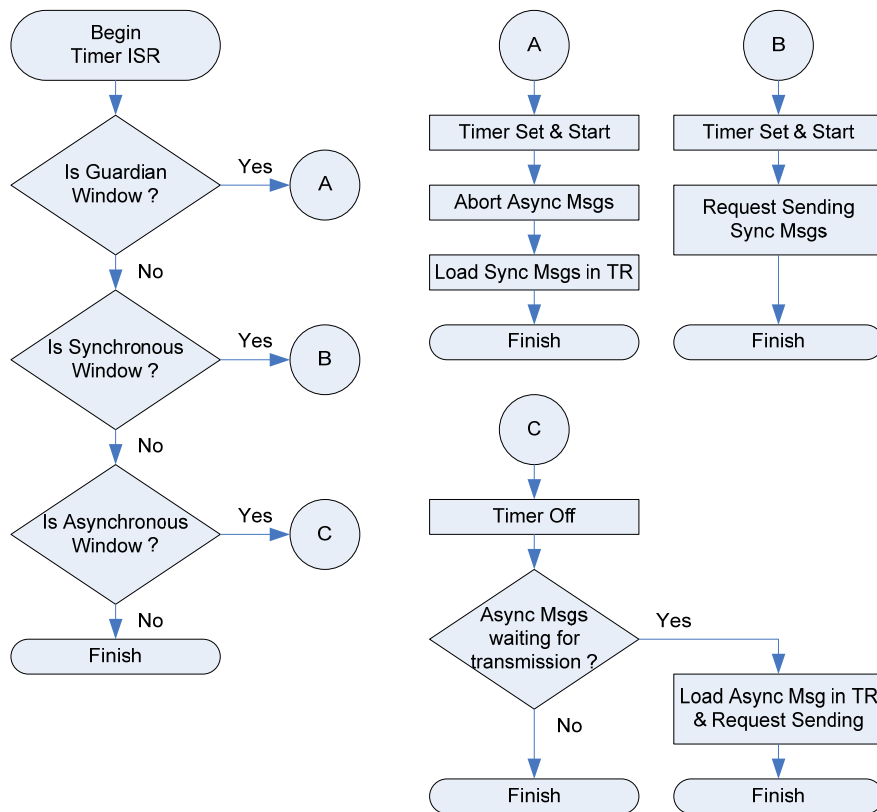 Begin
Timer ISR
Is Guardian
Window ?
Yes
A
No
Is Synchronous
Window ?
Yes
B
No
Is Asynchronous
Window ?
Yes
C
No
Finish
A
Timer Set & Start
Abort Async Msgs
Load Sync Msgs in TR
Finish
B
Timer Set & Start
Request Sending
Sync Msgs
Finish
C
Timer Off
Async Msgs
waiting for
transmission ?
Yes
No
Load Async Msg in TR
& Request Sending
Finish
Finish